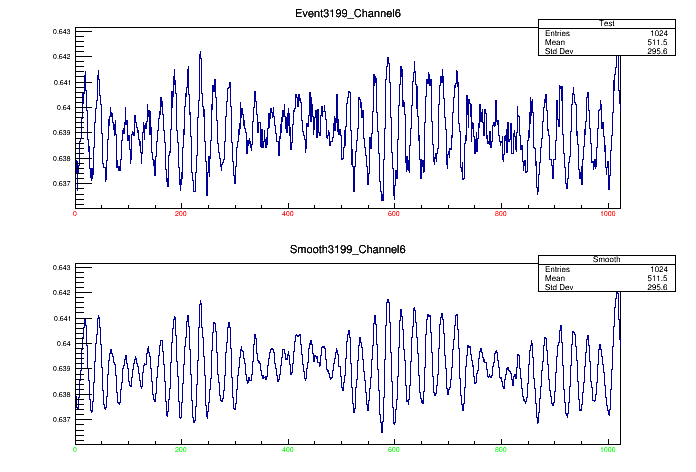 Event3199_Channel6
Test
Entries 1024
Mean 511.5
Std Dev 295.6
0.643
0.642
0.641
0.64
0.639
0.638
0.637
0 200 400 600 800 1000
Smooth3199_Channel6
Smooth
Entries 1024
Mean 511.5
Std Dev 295.6
0.643
0.642
0.641
0.64
0.639
0.638
0.637
0 200 400 600 800 1000